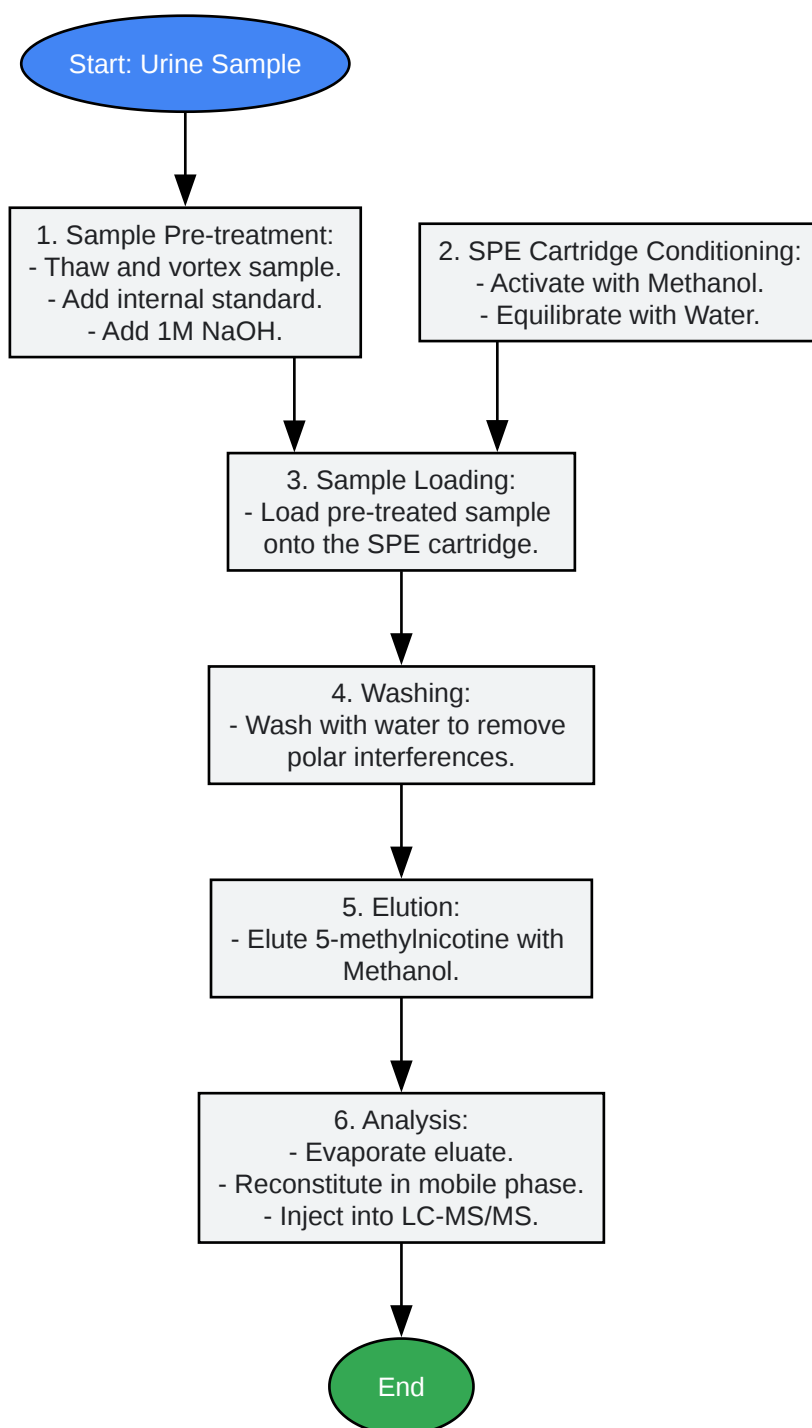 Start: Urine Sample
1. Sample Pre-treatment:
- Thaw and vortex sample.
- Add internal standard.
- Add 1M NaOH.
2. SPE Cartridge Conditioning:
- Activate with Methanol.
- Equilibrate with Water.
3. Sample Loading:
- Load pre-treated sample
onto the SPE cartridge.
4. Washing:
- Wash with water to remove
polar interferences.
5. Elution:
- Elute 5-methylnicotine with
Methanol.
6. Analysis:
- Evaporate eluate.
- Reconstitute in mobile phase.
- Inject into LC-MS/MS.
End